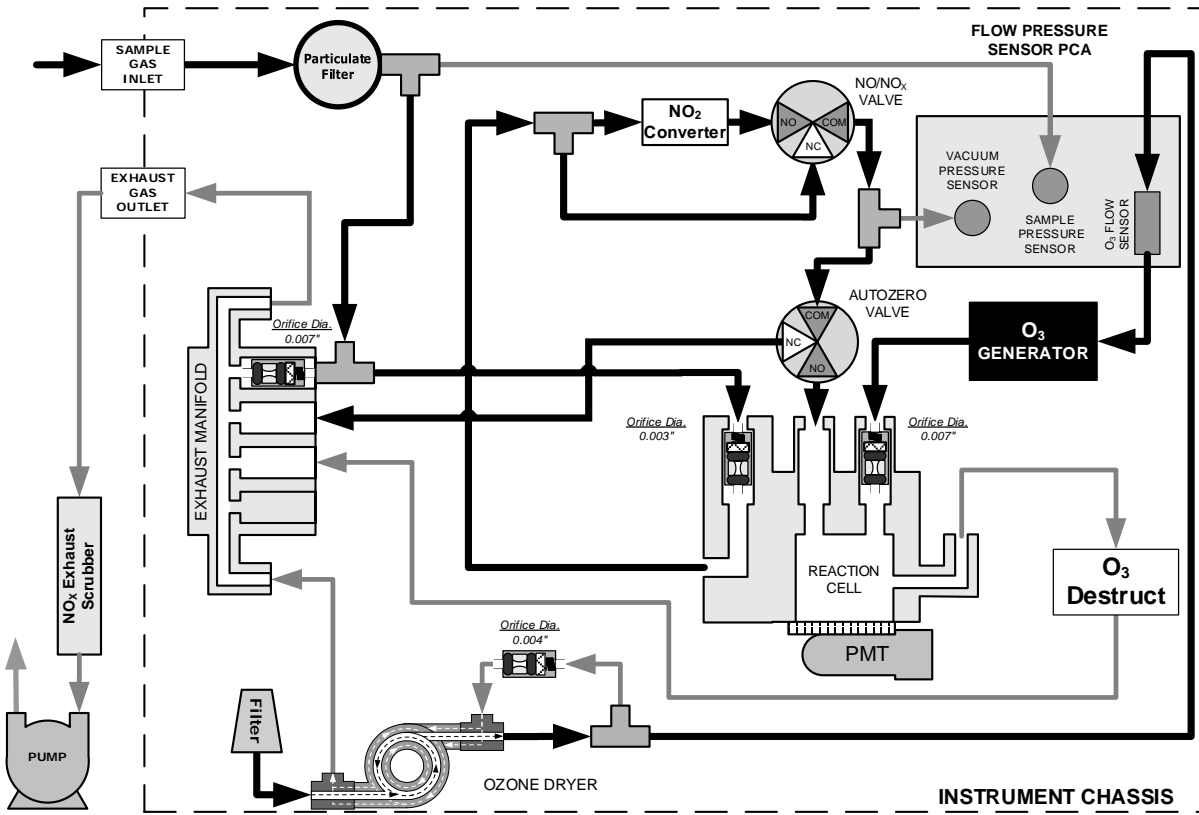 SAMPLE
GAS
INLET
Particulate
Filter
FLOW PRESSURE
SENSOR PCA
NO/NOX
VALVE
NO2
Converter
NO
COM
NC
EXHAUST
GAS
OUTLET
VACUUM
PRESSURE
SENSOR
SAMPLE
PRESSURE
SENSOR
O3 FLOW
SENSOR
AUTOZERO
VALVE
COM
NC
NO
Orifice Dia.
0.007"
O3
GENERATOR
EXHAUST MANIFOLD
Orifice Dia.
0.003"
Orifice Dia.
0.007"
NOX Exhaust
Scrubber
REACTION
CELL
O3
Destruct
PMT
Orifice Dia.
0.004"
Filter
PUMP
OZONE DRYER
INSTRUMENT CHASSIS